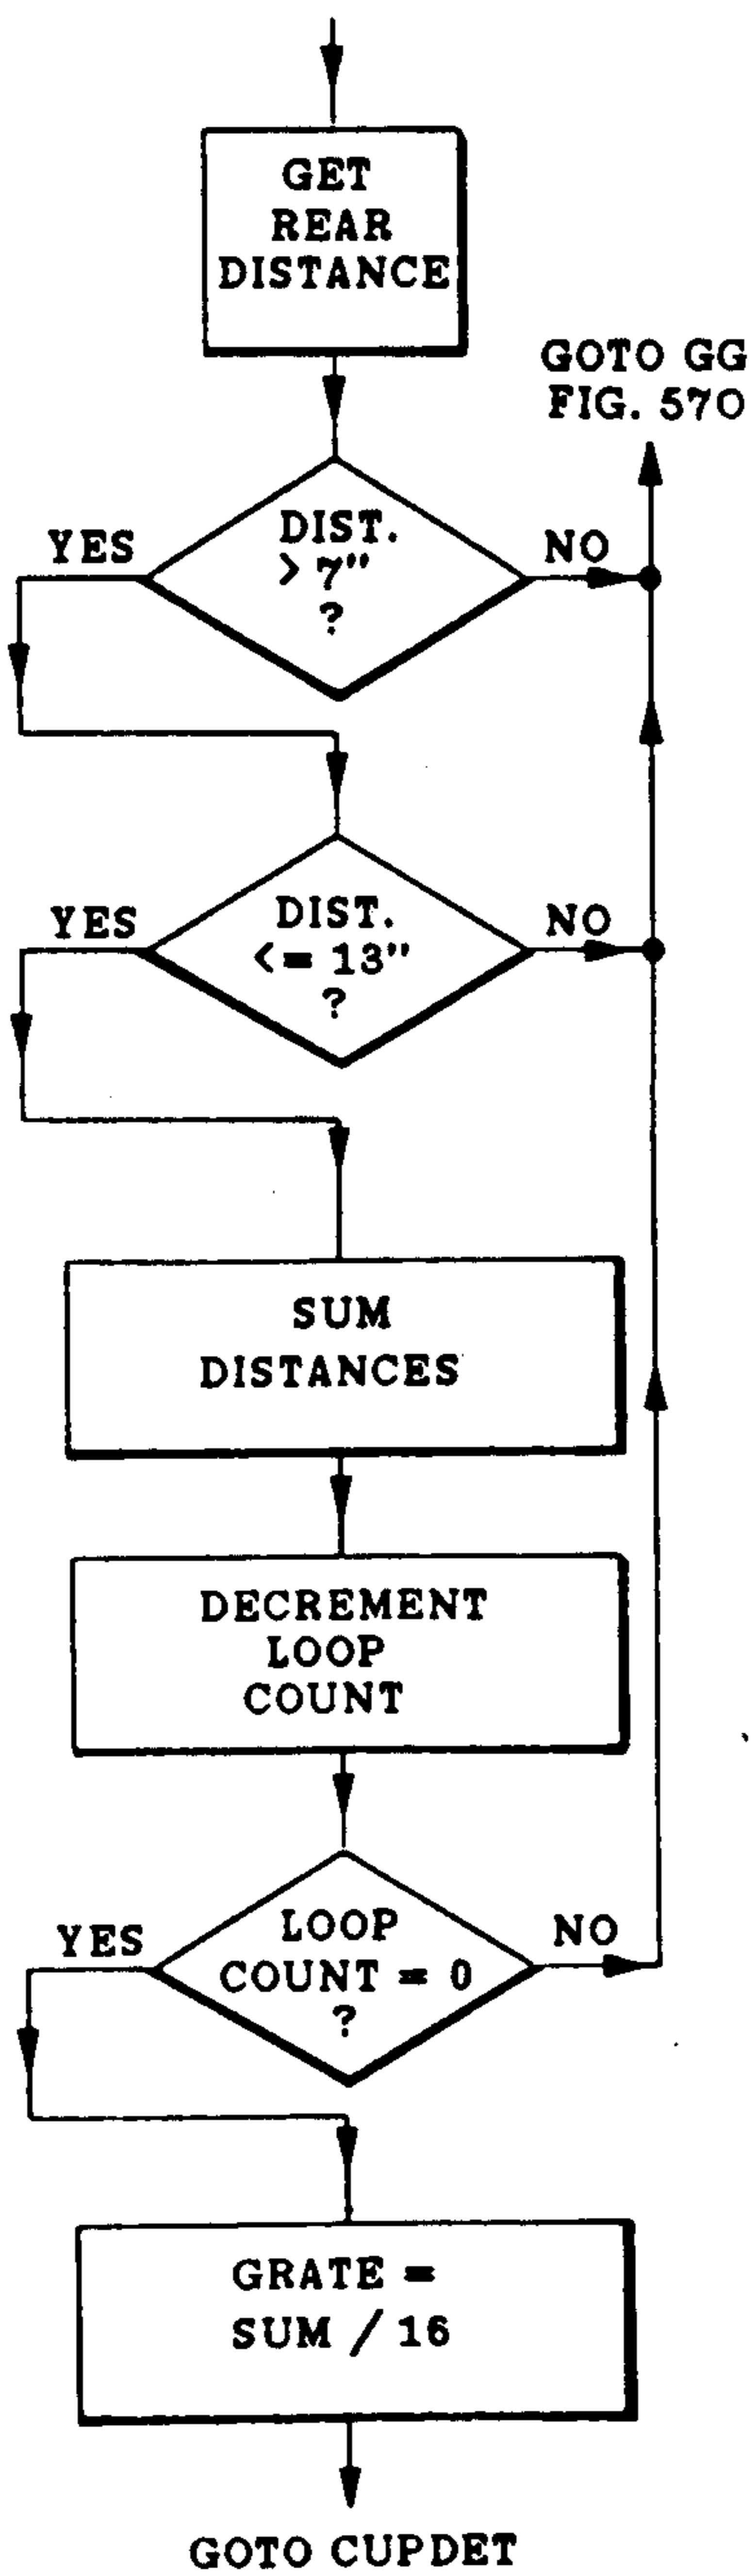 GET
REAR
DISTANCE
GOTO GG
FIG. 570
DIST.
> 7"
?
YES
NO
DIST.
<= 13"
?
YES
NO
SUM
DISTANCES
DECREMENT
LOOP
COUNT
LOOP
COUNT = 0
?
YES
NO
GRATE =
SUM / 16
GOTO CUPDET